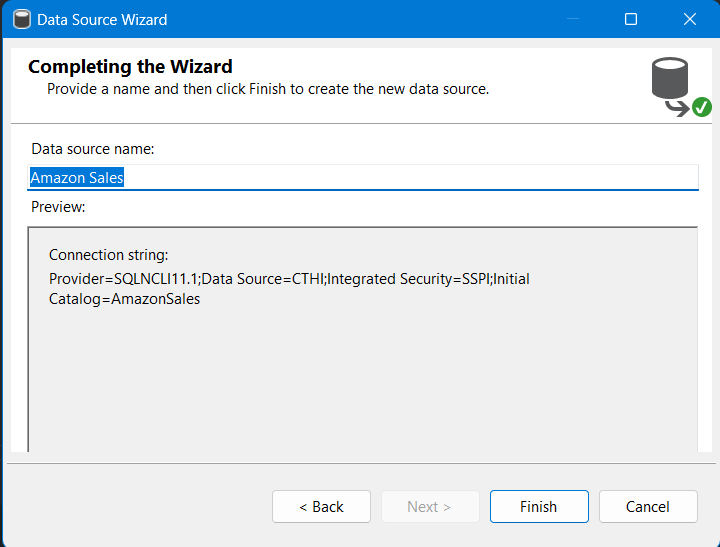 Data Source Wizard
Completing the Wizard
Provide a name and then click Finish to create the new data source.
Data source name:
Amazon Sales
Preview:
Connection string:
Provider=SQLNCLI11.1;Data Source=CTHI;Integrated Security=SSPI;Initial
Catalog=AmazonSales
< Back
Next >
Finish
Cancel